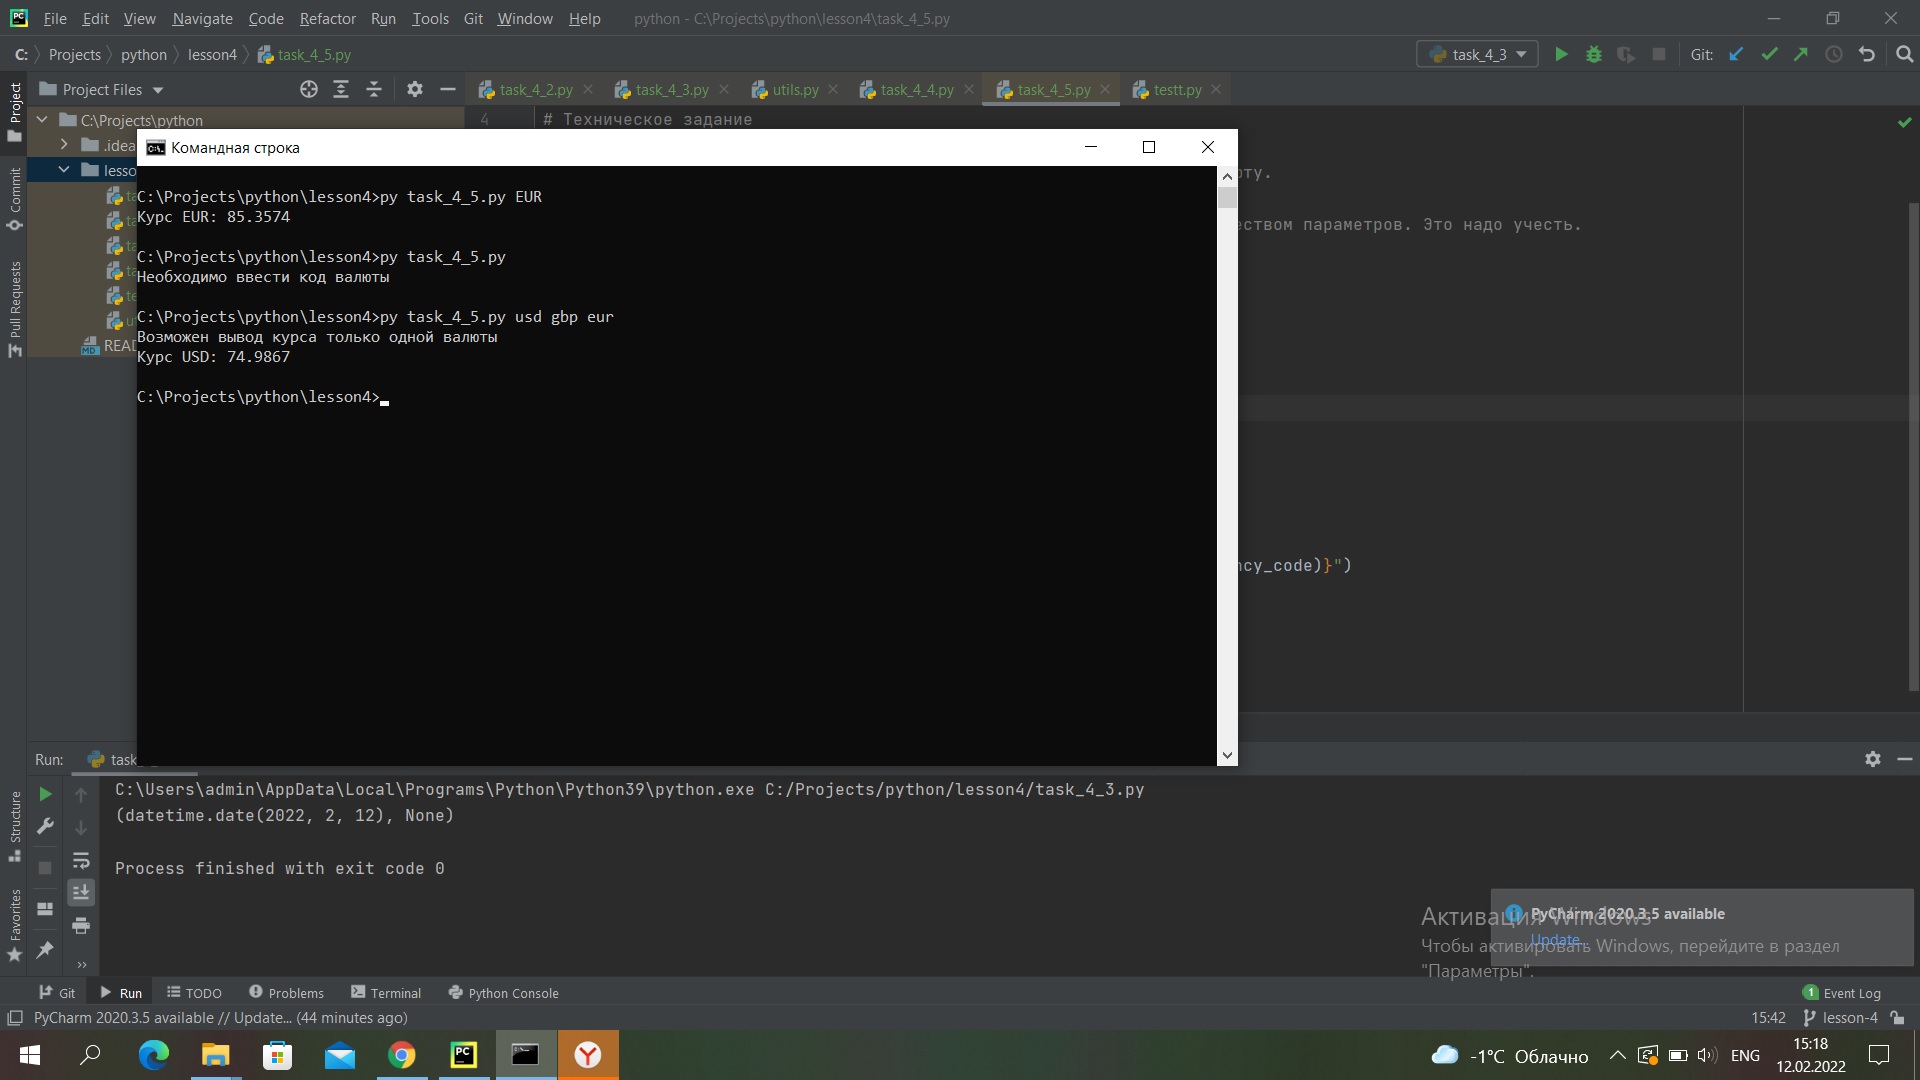 File Edit View Navigate Code Refactor Run Tools Git Window Help python - C:\Projects\python\lesson4\task_4_5.py
C: Projects python lesson4 task_4_5.py task_4_3 Git:
Project Files task_4_2.py task_4_3.py utils.py task_4_4.py task_4_5.py testt.py
Project
Commit
Pull Requests
Structure
Favorites
C:\Projects\python
.idea
READ
4 # Техническое задание
Командная строка
C:\Projects\python\lesson4>py task_4_5.py EUR
Курс EUR: 85.3574
C:\Projects\python\lesson4>py task_4_5.py
Необходимо ввести код валюты
C:\Projects\python\lesson4>py task_4_5.py usd gbp eur
Возможен вывод курса только одной валюты
Курс USD: 74.9867
C:\Projects\python\lesson4>
параметров. Это надо учесть.
ncy_code)}")
Run: task
C:\Users\admin\AppData\Local\Programs\Python\Python39\python.exe C:/Projects/python/lesson4/task_4_3.py
(datetime.date(2022, 2, 12), None)
Process finished with exit code 0
PyCharm 2020.3.5 available
Update...
Активация Windows
Чтобы активировать Windows, перейдите в раздел
"Параметры".
Git Run TODO Problems Terminal Python Console 1 Event Log
PyCharm 2020.3.5 available // Update... (44 minutes ago) 15:42 lesson-4
-1°C Облачно ENG 15:18
12.02.2022